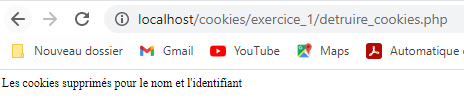 localhost/cookies/exercice_1/detruire_cookies.php
Nouveau dossier Gmail YouTube Maps Automatique
Les cookies supprimés pour le nom et l'identifiant